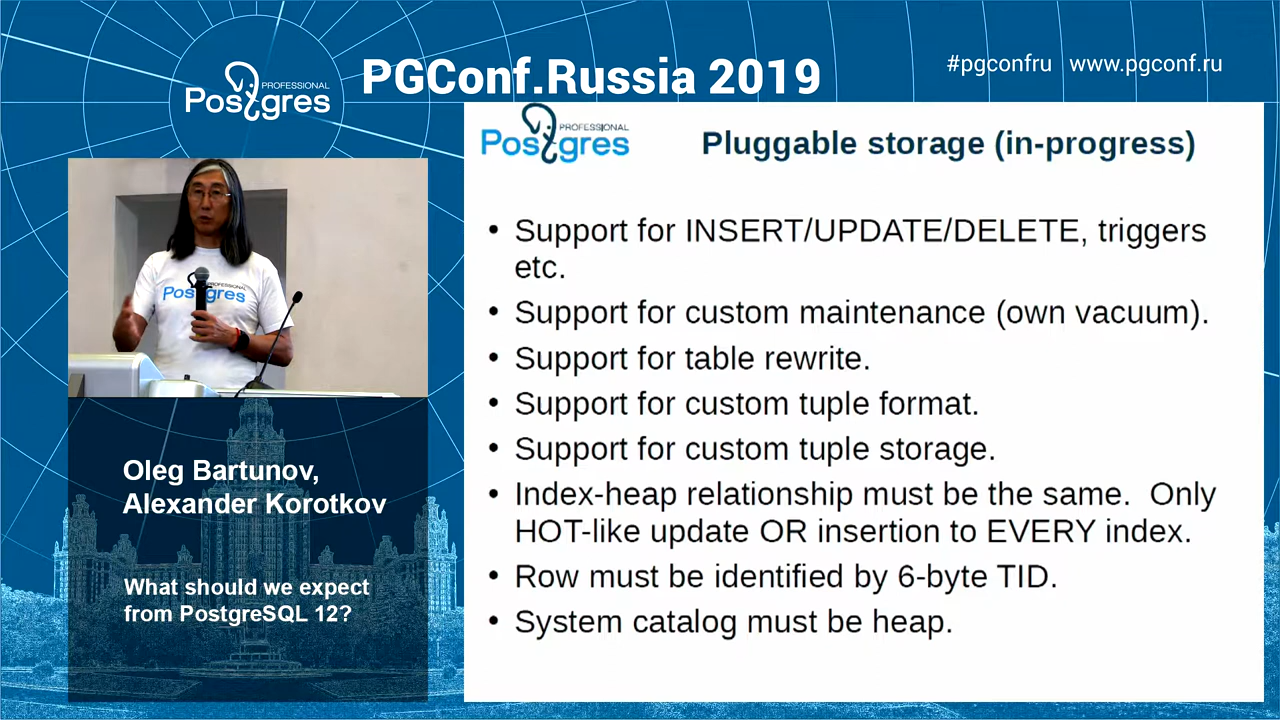 PROFESSIONAL
Postgres
PGConf.Russia 2019
#pgconfru www.pgconf.ru
PROFESSIONAL
Postgres
Pluggable storage (in-progress)
• Support for INSERT/UPDATE/DELETE, triggers
etc.
• Support for custom maintenance (own vacuum).
• Support for table rewrite.
• Support for custom tuple format.
• Support for custom tuple storage.
• Index-heap relationship must be the same. Only
HOT-like update OR insertion to EVERY index.
• Row must be identified by 6-byte TID.
• System catalog must be heap.
PROFESSIONAL
Postgres
Oleg Bartunov,
Alexander Korotkov
What should we expect
from PostgreSQL 12?